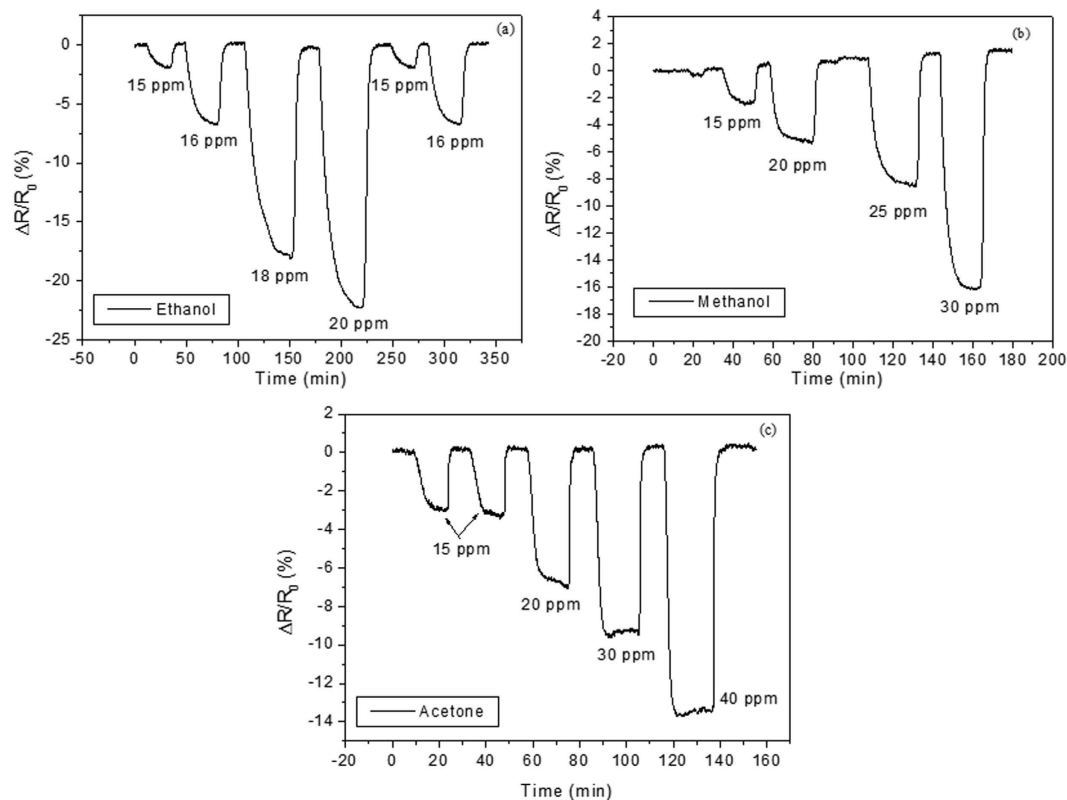 (a)
0
-5
-10
-15
-20
-25
ΔR/R0 (%)
15 ppm
15 ppm
16 ppm
16 ppm
18 ppm
20 ppm
Ethanol
-50 0 50 100 150 200 250 300 350
Time (min)
(b)
4
2
0
-2
-4
-6
-8
-10
-12
-14
-16
-18
-20
ΔR/R0 (%)
15 ppm
20 ppm
25 ppm
30 ppm
Methanol
-20 0 20 40 60 80 100 120 140 160 180 200
Time (min)
(c)
2
0
-2
-4
-6
-8
-10
-12
-14
ΔR/R0 (%)
15 ppm
20 ppm
30 ppm
40 ppm
Acetone
-20 0 20 40 60 80 100 120 140 160
Time (min)